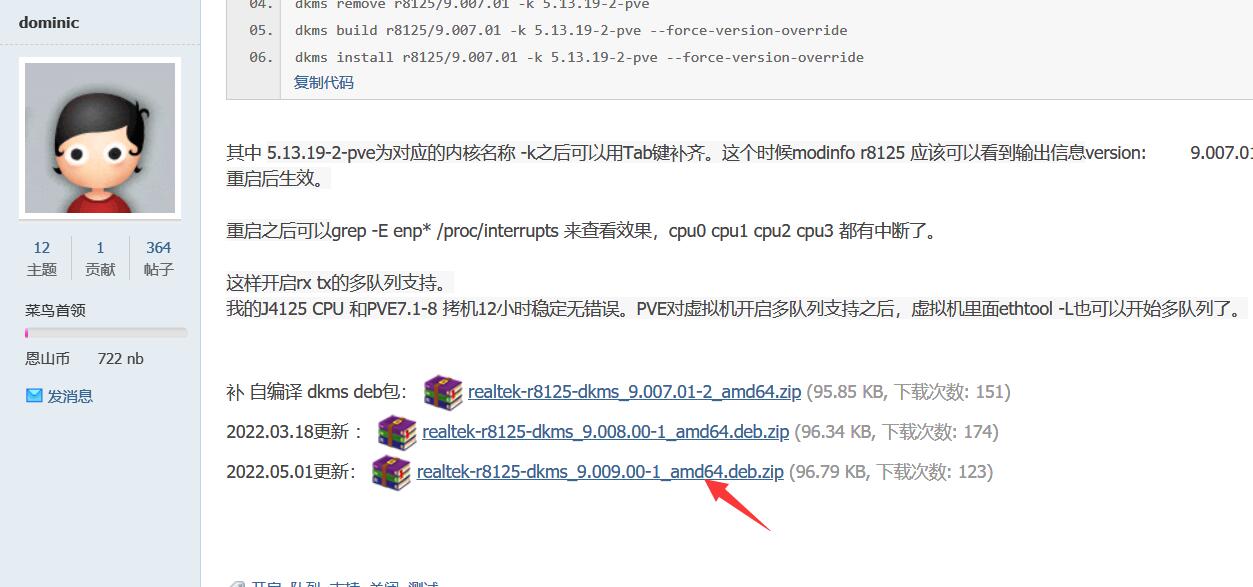 dominic
12 1 364
主题 贡献 帖子
菜鸟首领
恩山币 722 nb
发消息
04. dkms remove r8125/9.007.01 -k 5.13.19-2-pve
05. dkms build r8125/9.007.01 -k 5.13.19-2-pve --force-version-override
06. dkms install r8125/9.007.01 -k 5.13.19-2-pve --force-version-override
复制代码
其中 5.13.19-2-pve为对应的内核名称 -k之后可以用Tab键补齐。这个时候modinfo r8125 应该可以看到输出信息version: 9.007.01
重启后生效。
重启之后可以grep -E enp* /proc/interrupts 来查看效果，cpu0 cpu1 cpu2 cpu3 都有中断了。
这样开启rx tx的多队列支持。
我的J4125 CPU 和PVE7.1-8 拷机12小时稳定无错误。PVE对虚拟机开启多队列支持之后，虚拟机里面ethtool -L也可以开始多队列了。
补 自编译 dkms deb包： realtek-r8125-dkms_9.007.01-2_amd64.zip (95.85 KB, 下载次数: 151)
2022.03.18更新 ： realtek-r8125-dkms_9.008.00-1_amd64.deb.zip (96.34 KB, 下载次数: 174)
2022.05.01更新： realtek-r8125-dkms_9.009.00-1_amd64.deb.zip (96.79 KB, 下载次数: 123)
开启, 队列, 支持, 关闭, 测试